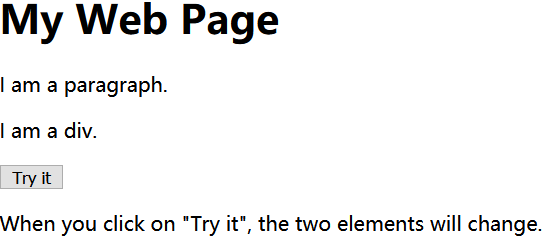 My Web Page
I am a paragraph.
I am a div.
Try it
When you click on "Try it", the two elements will change.